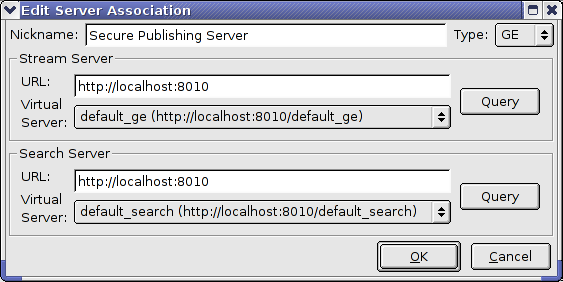 Edit Server Association
Nickname: Secure Publishing Server Type: GE
Stream Server
URL: http://localhost:8010
Virtual Server: default_ge (http://localhost:8010/default_ge)
Query
Search Server
URL: http://localhost:8010
Virtual Server: default_search (http://localhost:8010/default_search)
Query
OK Cancel